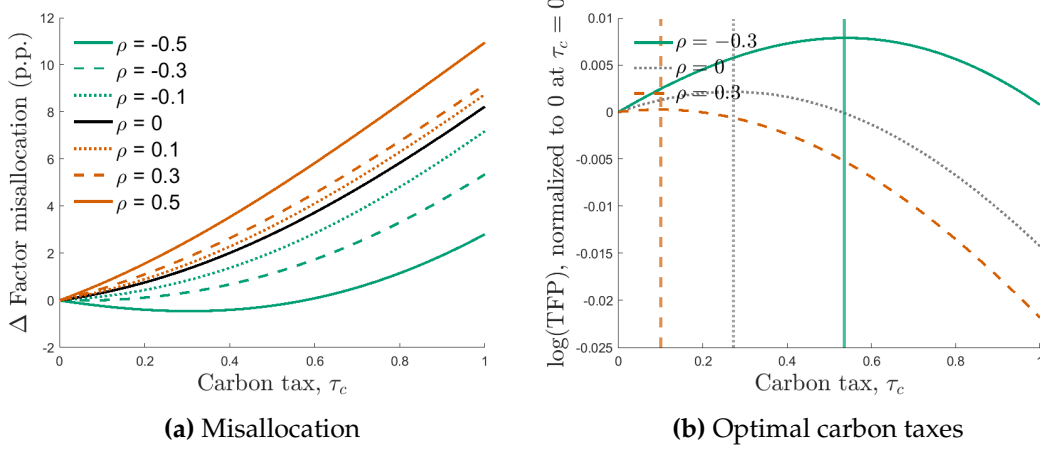 Δ Factor misallocation (p.p.)
12
10
8
6
4
2
0
-2
ρ = -0.5
ρ = -0.3
ρ = -0.1
ρ = 0
ρ = 0.1
ρ = 0.3
ρ = 0.5
0 0.2 0.4 0.6 0.8 1
Carbon tax, τc
(a) Misallocation
log(TFP), normalized to 0 at τc = 0
0.01
0.005
0
-0.005
-0.01
-0.015
-0.02
-0.025
ρ = −0.3
ρ = 0
ρ = 0.3
0 0.2 0.4 0.6 0.8 1
Carbon tax, τc
(b) Optimal carbon taxes